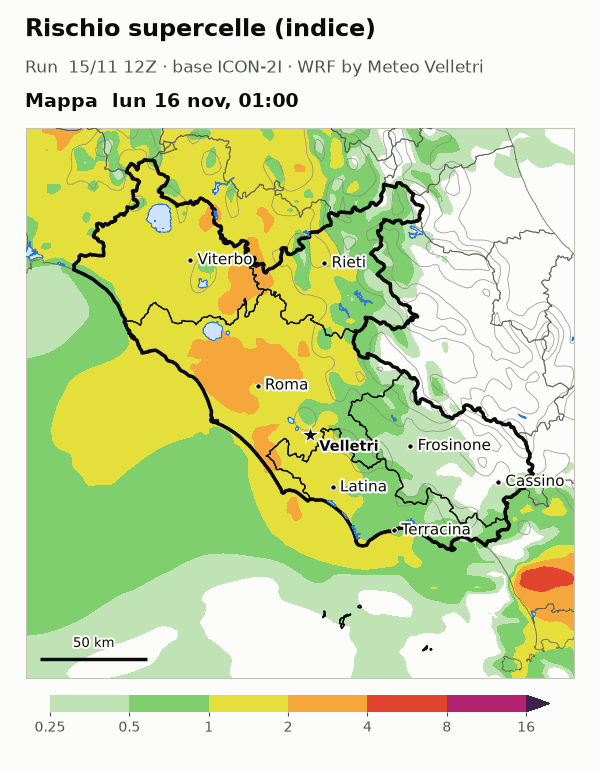 Rischio supercelle (indice)
Run  15/11 12Z · base ICON-2I · WRF by Meteo Velletri
Mappa  lun 16 nov, 01:00
Viterbo
Rieti
Roma
Velletri
Frosinone
Cassino
Latina
Terracina
50 km
0.25 0.5 1 2 4 8 16